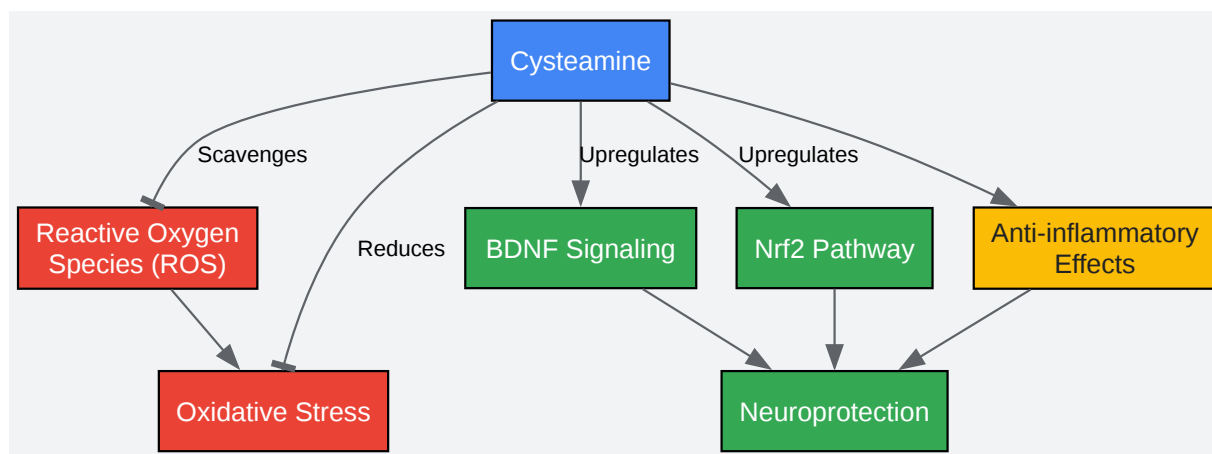 Cysteamine
Scavenges
Upregulates
Upregulates
Reactive Oxygen
Species (ROS)
Reduces
BDNF Signaling
Nrf2 Pathway
Anti-inflammatory
Effects
Oxidative Stress
Neuroprotection